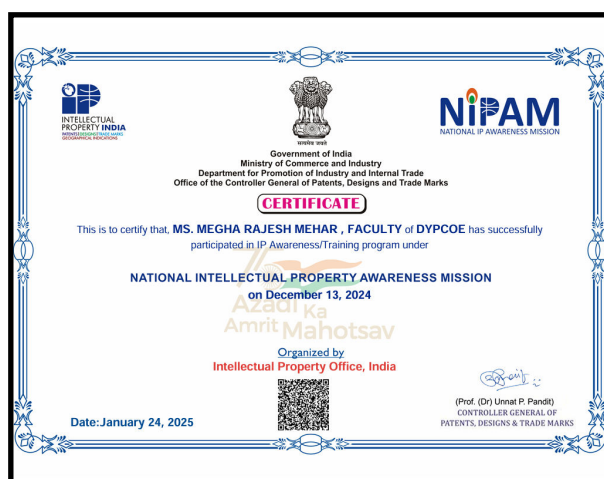 INTELLECTUAL
PROPERTY INDIA
PATENTS | DESIGNS | TRADE MARKS
GEOGRAPHICAL INDICATIONS
सत्यमेव जयते
NIPAM
NATIONAL IP AWARENESS MISSION
Government of India
Ministry of Commerce and Industry
Department for Promotion of Industry and Internal Trade
Office of the Controller General of Patents, Designs and Trade Marks
CERTIFICATE
This is to certify that, MS. MEGHA RAJESH MEHAR , FACULTY of DYPCOE has successfully
participated in IP Awareness/Training program under
NATIONAL INTELLECTUAL PROPERTY AWARENESS MISSION
on December 13, 2024
Azadi Ka
Amrit Mahotsav
Organized by
Intellectual Property Office, India
Date:January 24, 2025
(Prof. (Dr) Unnat P. Pandit)
CONTROLLER GENERAL OF
PATENTS, DESIGNS & TRADE MARKS